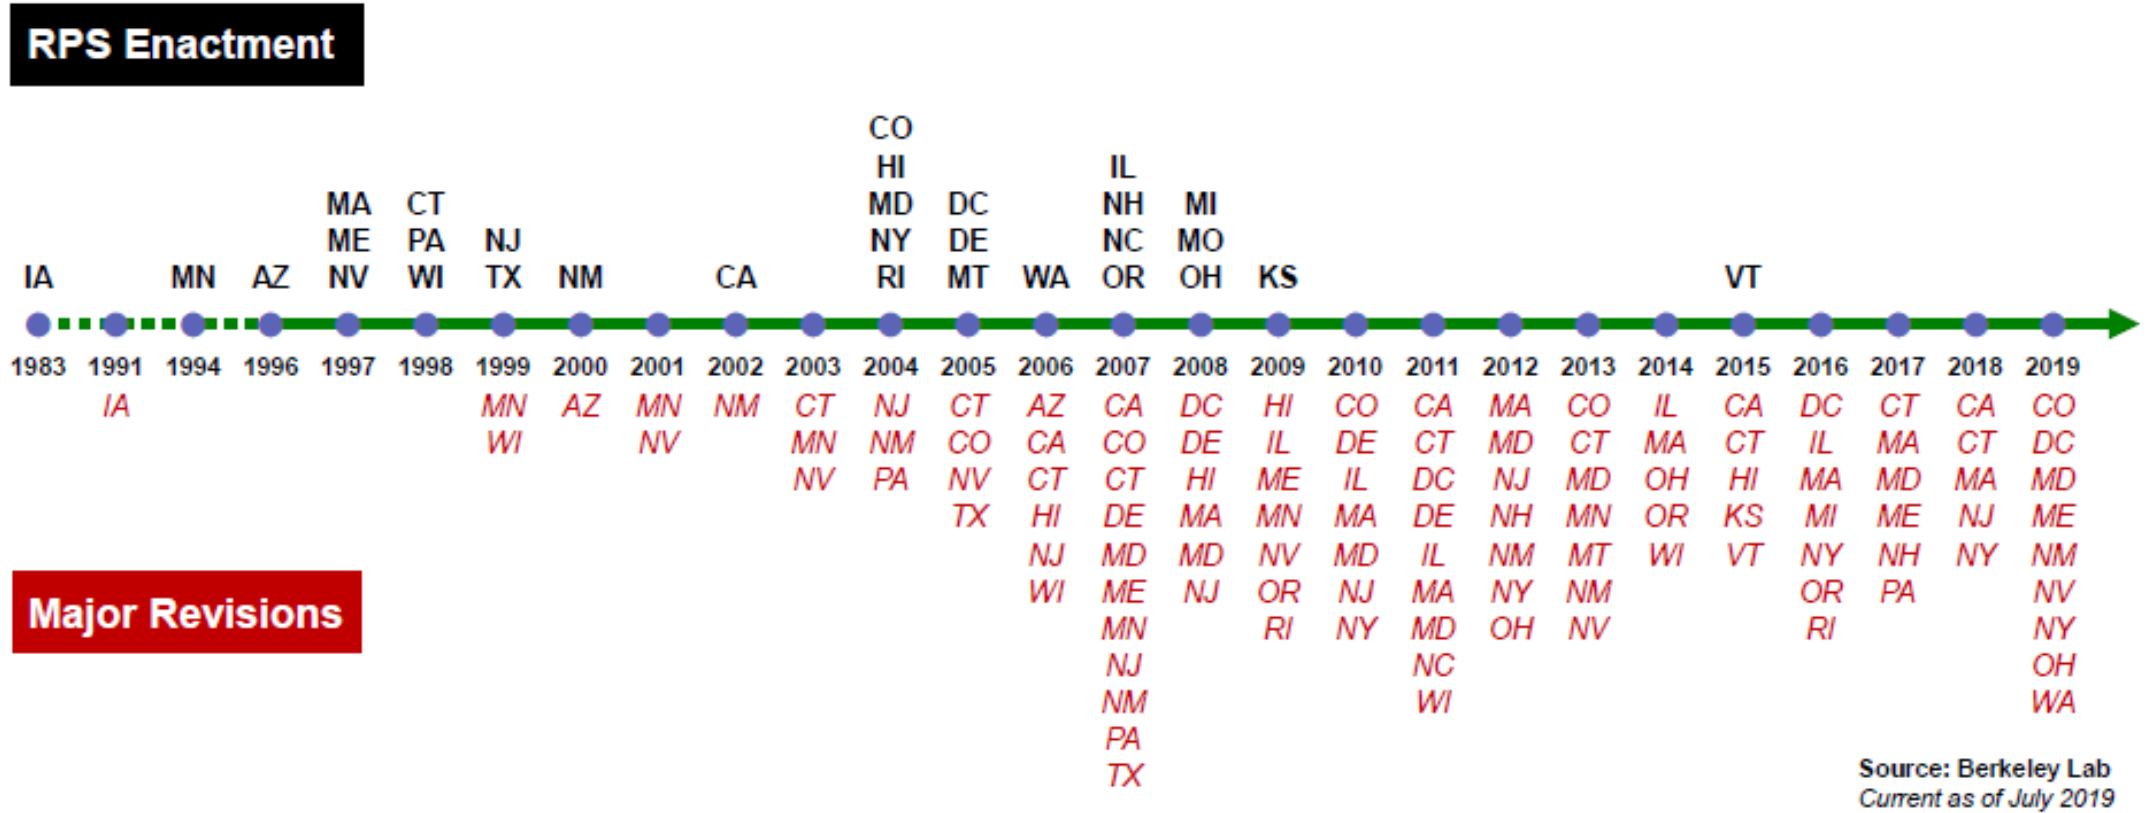 RPS Enactment
CO
HI IL
MA CT MD DC NH MI
ME PA NJ NY DE NC MO
IA MN AZ NV WI TX NM CA RI MT WA OR OH KS VT
1983 1991 1994 1996 1997 1998 1999 2000 2001 2002 2003 2004 2005 2006 2007 2008 2009 2010 2011 2012 2013 2014 2015 2016 2017 2018 2019
IA MN AZ MN NM CT NJ CT AZ CA DC HI CO CA MA CO IL CA DC CT CA CO
WI NV MN NM CO CA CO DE IL DE CT MD CT MA CT IL MA CT DC
NV PA NV CT CT HI ME IL DC NJ MD OH HI MA MD MA MD
TX HI DE MA MN MA DE NH MN OR KS MI ME NJ ME
NJ MD MD NV MD IL NM MT WI VT NY NH NY NM
WI ME NJ OR NJ MA NY NM OR PA NV
MN RI NY MD OH NV RI NY
NJ NC OH
NM WI WA
PA
TX
Major Revisions
Source: Berkeley Lab
Current as of July 2019